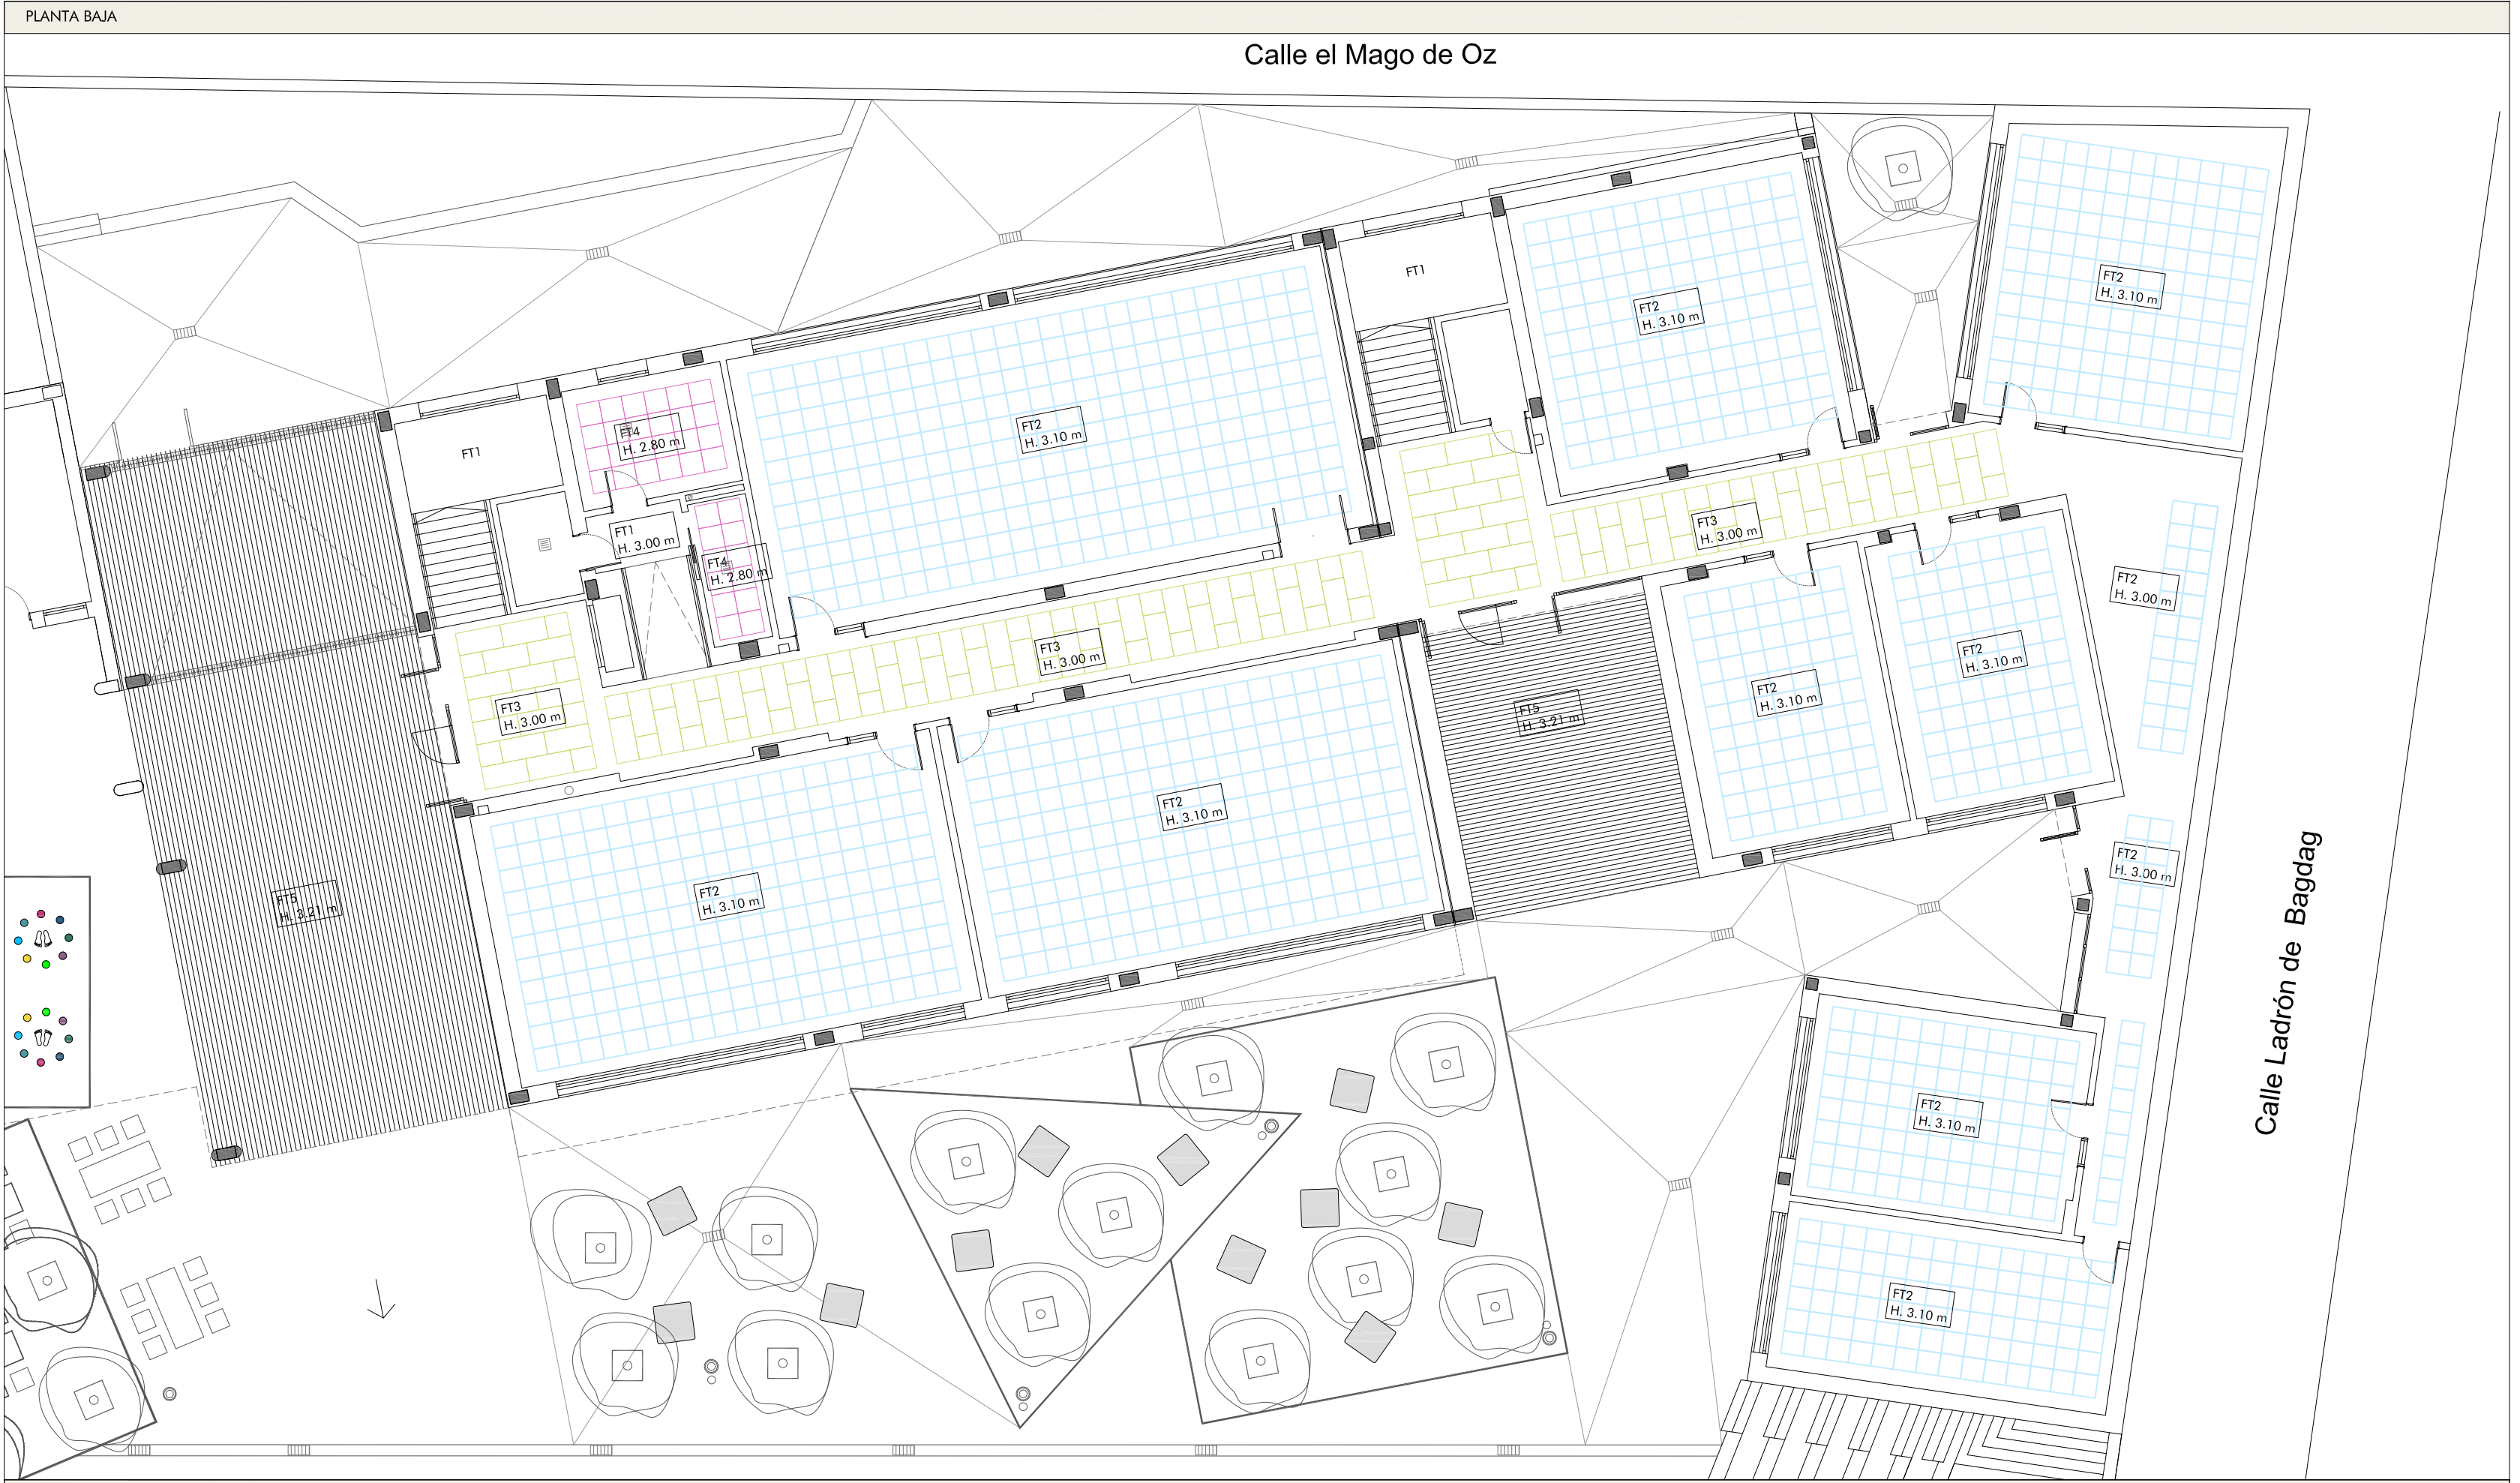 PLANTA BAJA
Calle el Mago de Oz
FT1
FT2
H. 3.10 m
FT2
H. 3.10 m
FT2
H. 3.10 m
FT4
H. 2.80 m
FT1
FT1
H. 3.00 m
FT4
H. 2.80 m
FT3
H. 3.00 m
FT2
H. 3.00 m
FT3
H. 3.00 m
FT2
H. 3.10 m
FT2
H. 3.10 m
FT3
H. 3.00 m
FT5
H. 3.21 m
FT2
H. 3.10 m
FT2
H. 3.10 m
FT5
H. 3.21 m
FT2
H. 3.00 m
Calle Ladrón de Bagdag
FT2
H. 3.10 m
FT2
H. 3.10 m